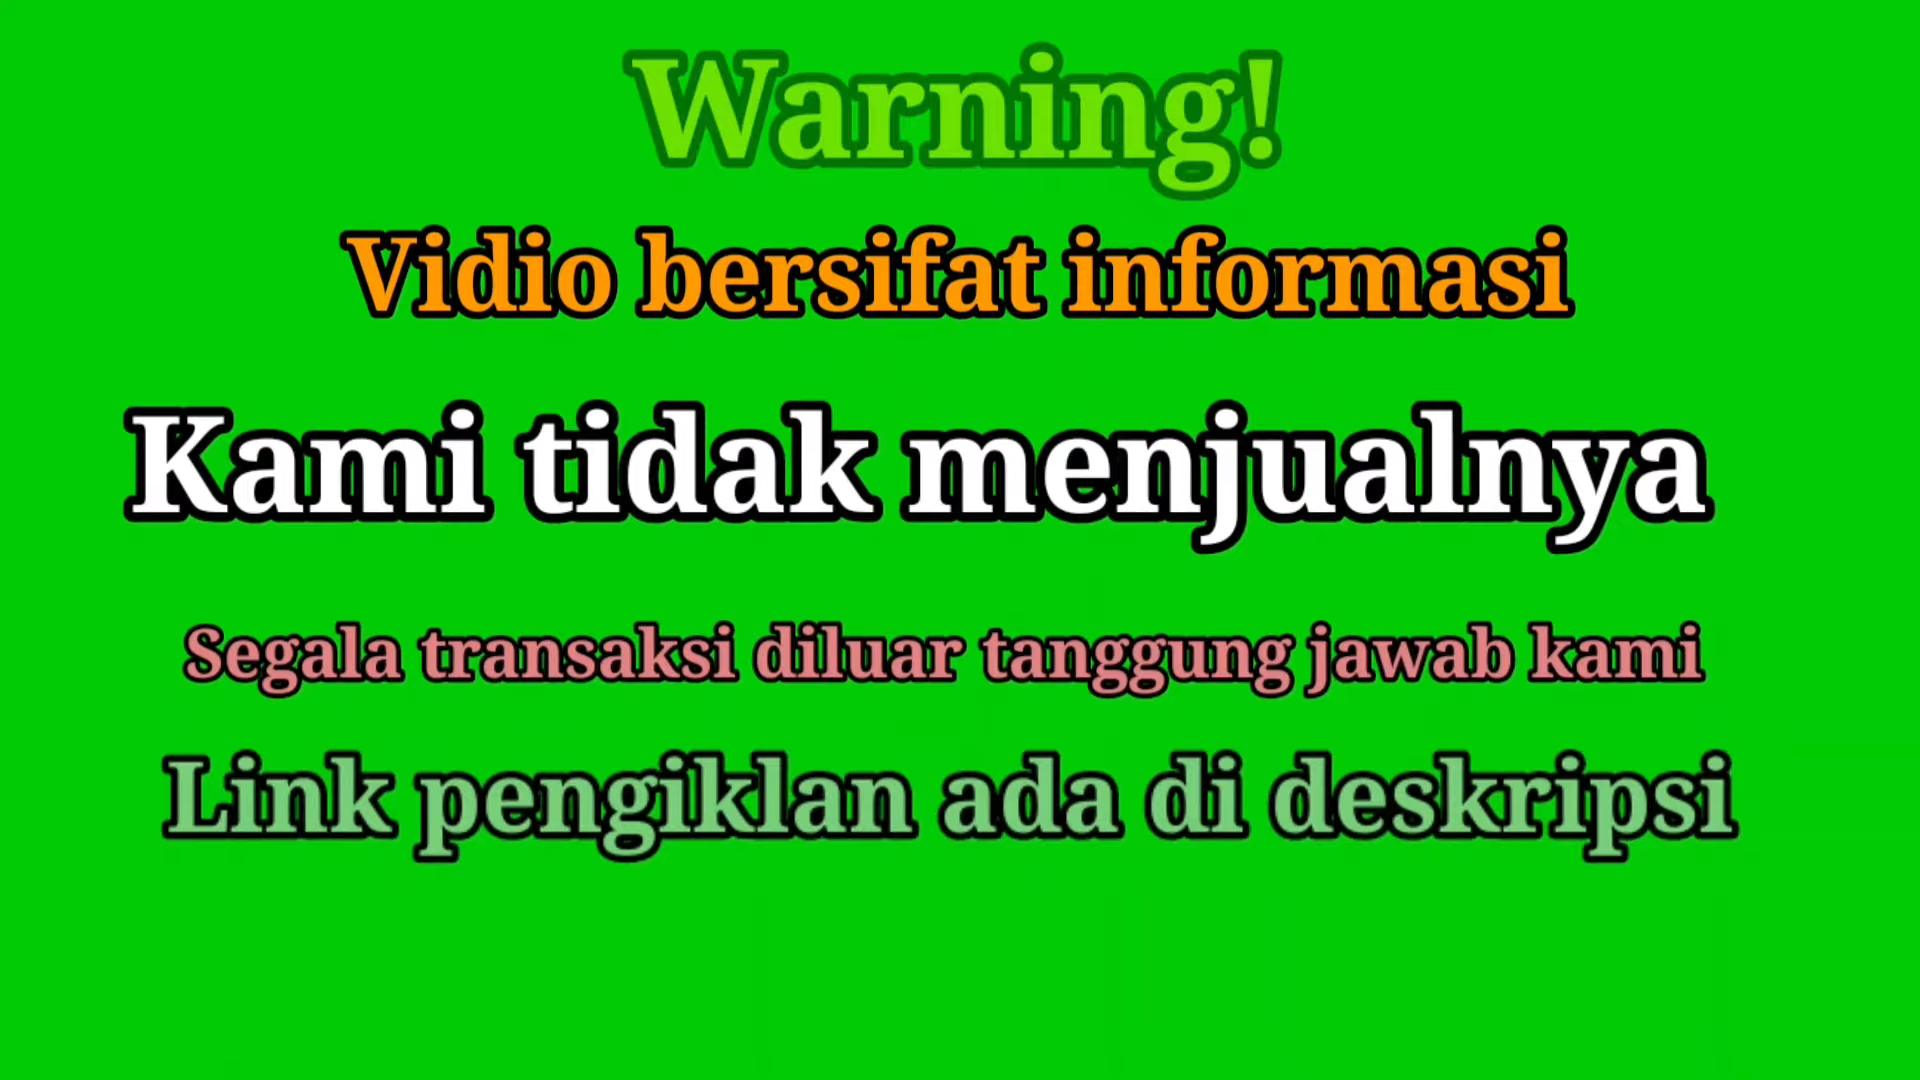 Warning!
Vidio bersifat informasi
Kami tidak menjualnya
Segala transaksi diluar tanggung jawab kami
Link pengiklan ada di deskripsi